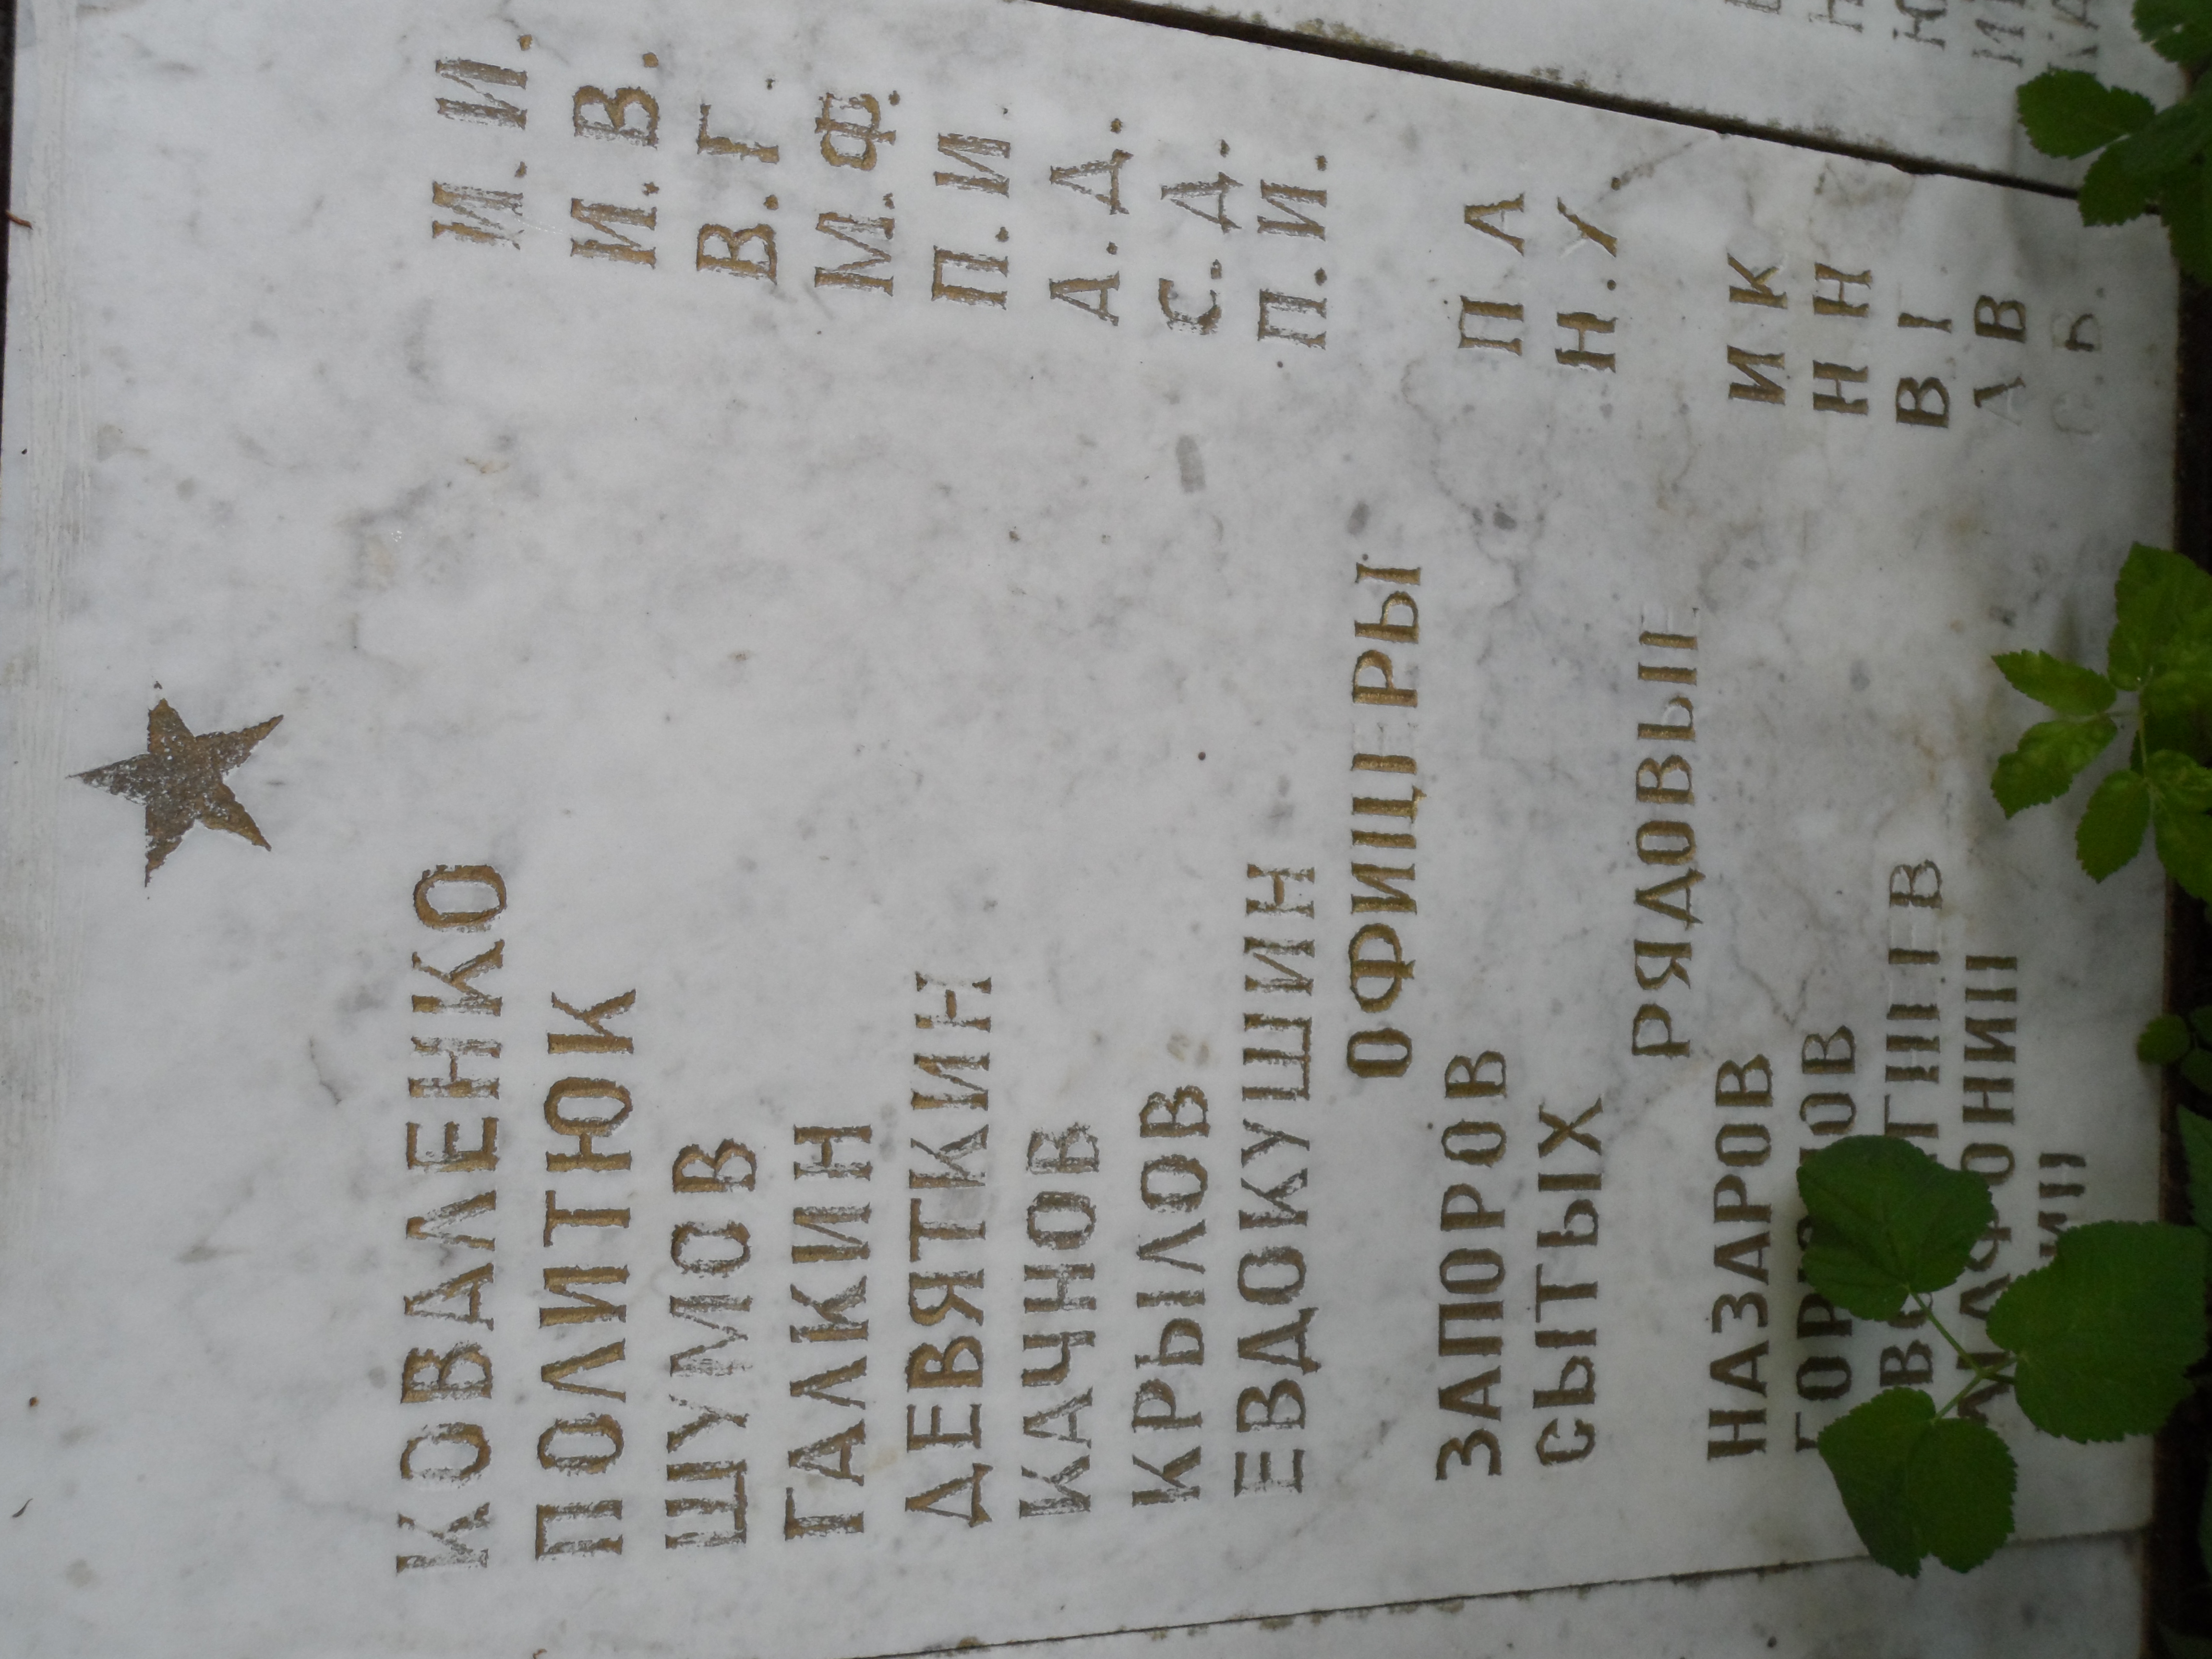 КОВАЛЕНКО И.И.
ПОЛИТЮК И.В.
ШУМОВ В.Г.
ГАЛКИН М.Ф.
ДЕВЯТКИН П.И.
КАЧНОВ А.Д.
КРЫЛОВ С.Д.
ЕВДОКУШИН П.И.
ОФИЦЕРЫ
ЗАПОРОВ П А
СЫТЫХ Н.
РЯДОВЫЕ
НАЗАРОВ И К
Н Н
В
А В
С В.